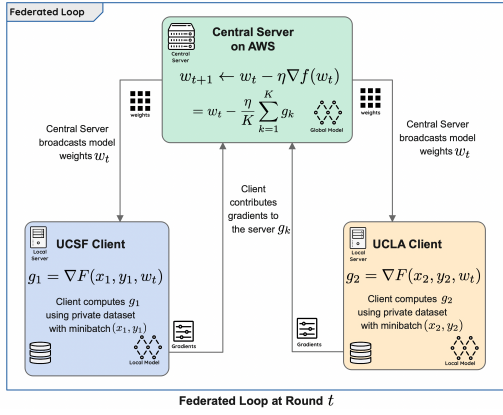 Federated Loop
Central Server
on AWS
Central
Server
w_{t+1} ← w_t − η∇f(w_t)
= w_t − \frac{η}{K} \sum_{k=1}^{K} g_k
Global Model
weights
weights
Central Server
broadcasts model
weights w_t
Central Server
broadcasts model
weights w_t
Client
contributes
gradients to
the server g_k
Local
Server
UCSF Client
g_1 = ∇F(x_1, y_1, w_t)
Client computes g_1
using private dataset
with minibatch (x_1, y_1)
Local Model
Gradients
Local
Server
UCLA Client
g_2 = ∇F(x_2, y_2, w_t)
Client computes g_2
using private dataset
with minibatch (x_2, y_2)
Local Model
Gradients
Federated Loop at Round t